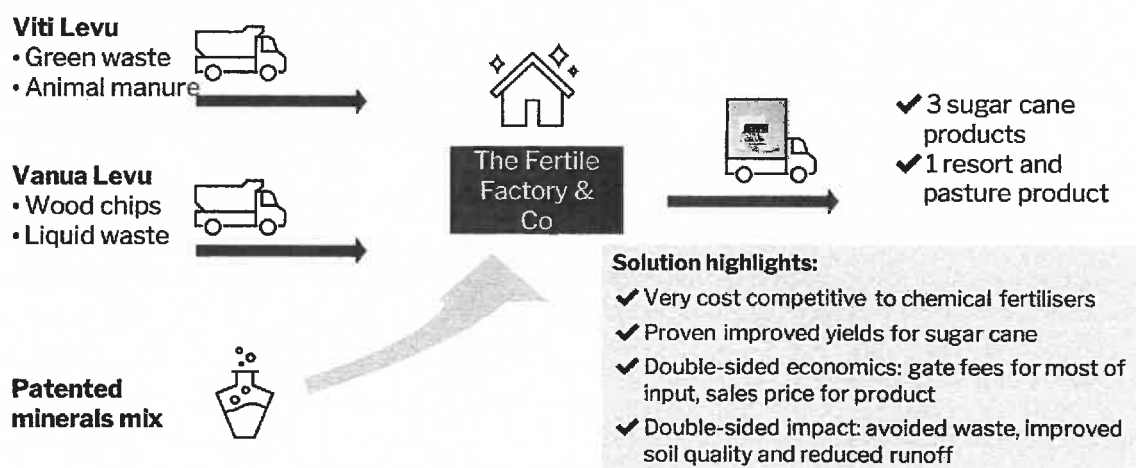 Viti Levu
• Green waste
• Animal manure
Vanua Levu
• Wood chips
• Liquid waste
Patented
minerals mix
The Fertile
Factory &
Co
✔ 3 sugar cane
products
✔ 1 resort and
pasture product
Solution highlights:
✔ Very cost competitive to chemical fertilisers
✔ Proven improved yields for sugar cane
✔ Double-sided economics: gate fees for most of
input, sales price for product
✔ Double-sided impact: avoided waste, improved
soil quality and reduced runoff